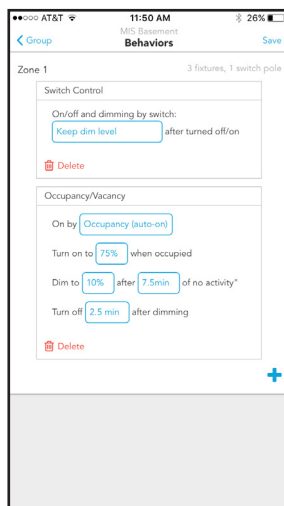 ●●○○○ AT&T 11:50 AM 26%
MIS Basement
Group Behaviors Save
Zone 1 3 fixtures, 1 switch pole
Switch Control
On/off and dimming by switch:
Keep dim level after turned off/on
Delete
Occupancy/Vacancy
On by Occupancy (auto-on)
Turn on to 75% when occupied
Dim to 10% after 7.5min of no activity"
Turn off 2.5 min after dimming
Delete